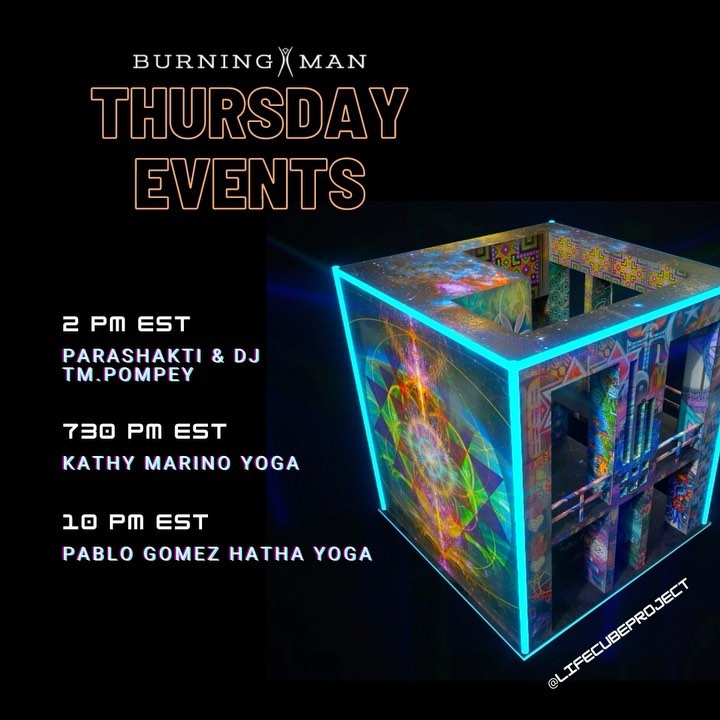 BURNING MAN
THURSDAY
EVENTS
2 PM EST
PARASHAKTI & DJ
TM.POMPEY
730 PM EST
KATHY MARINO YOGA
10 PM EST
PABLO GOMEZ HATHA YOGA
@LIFECUBEPROJECT